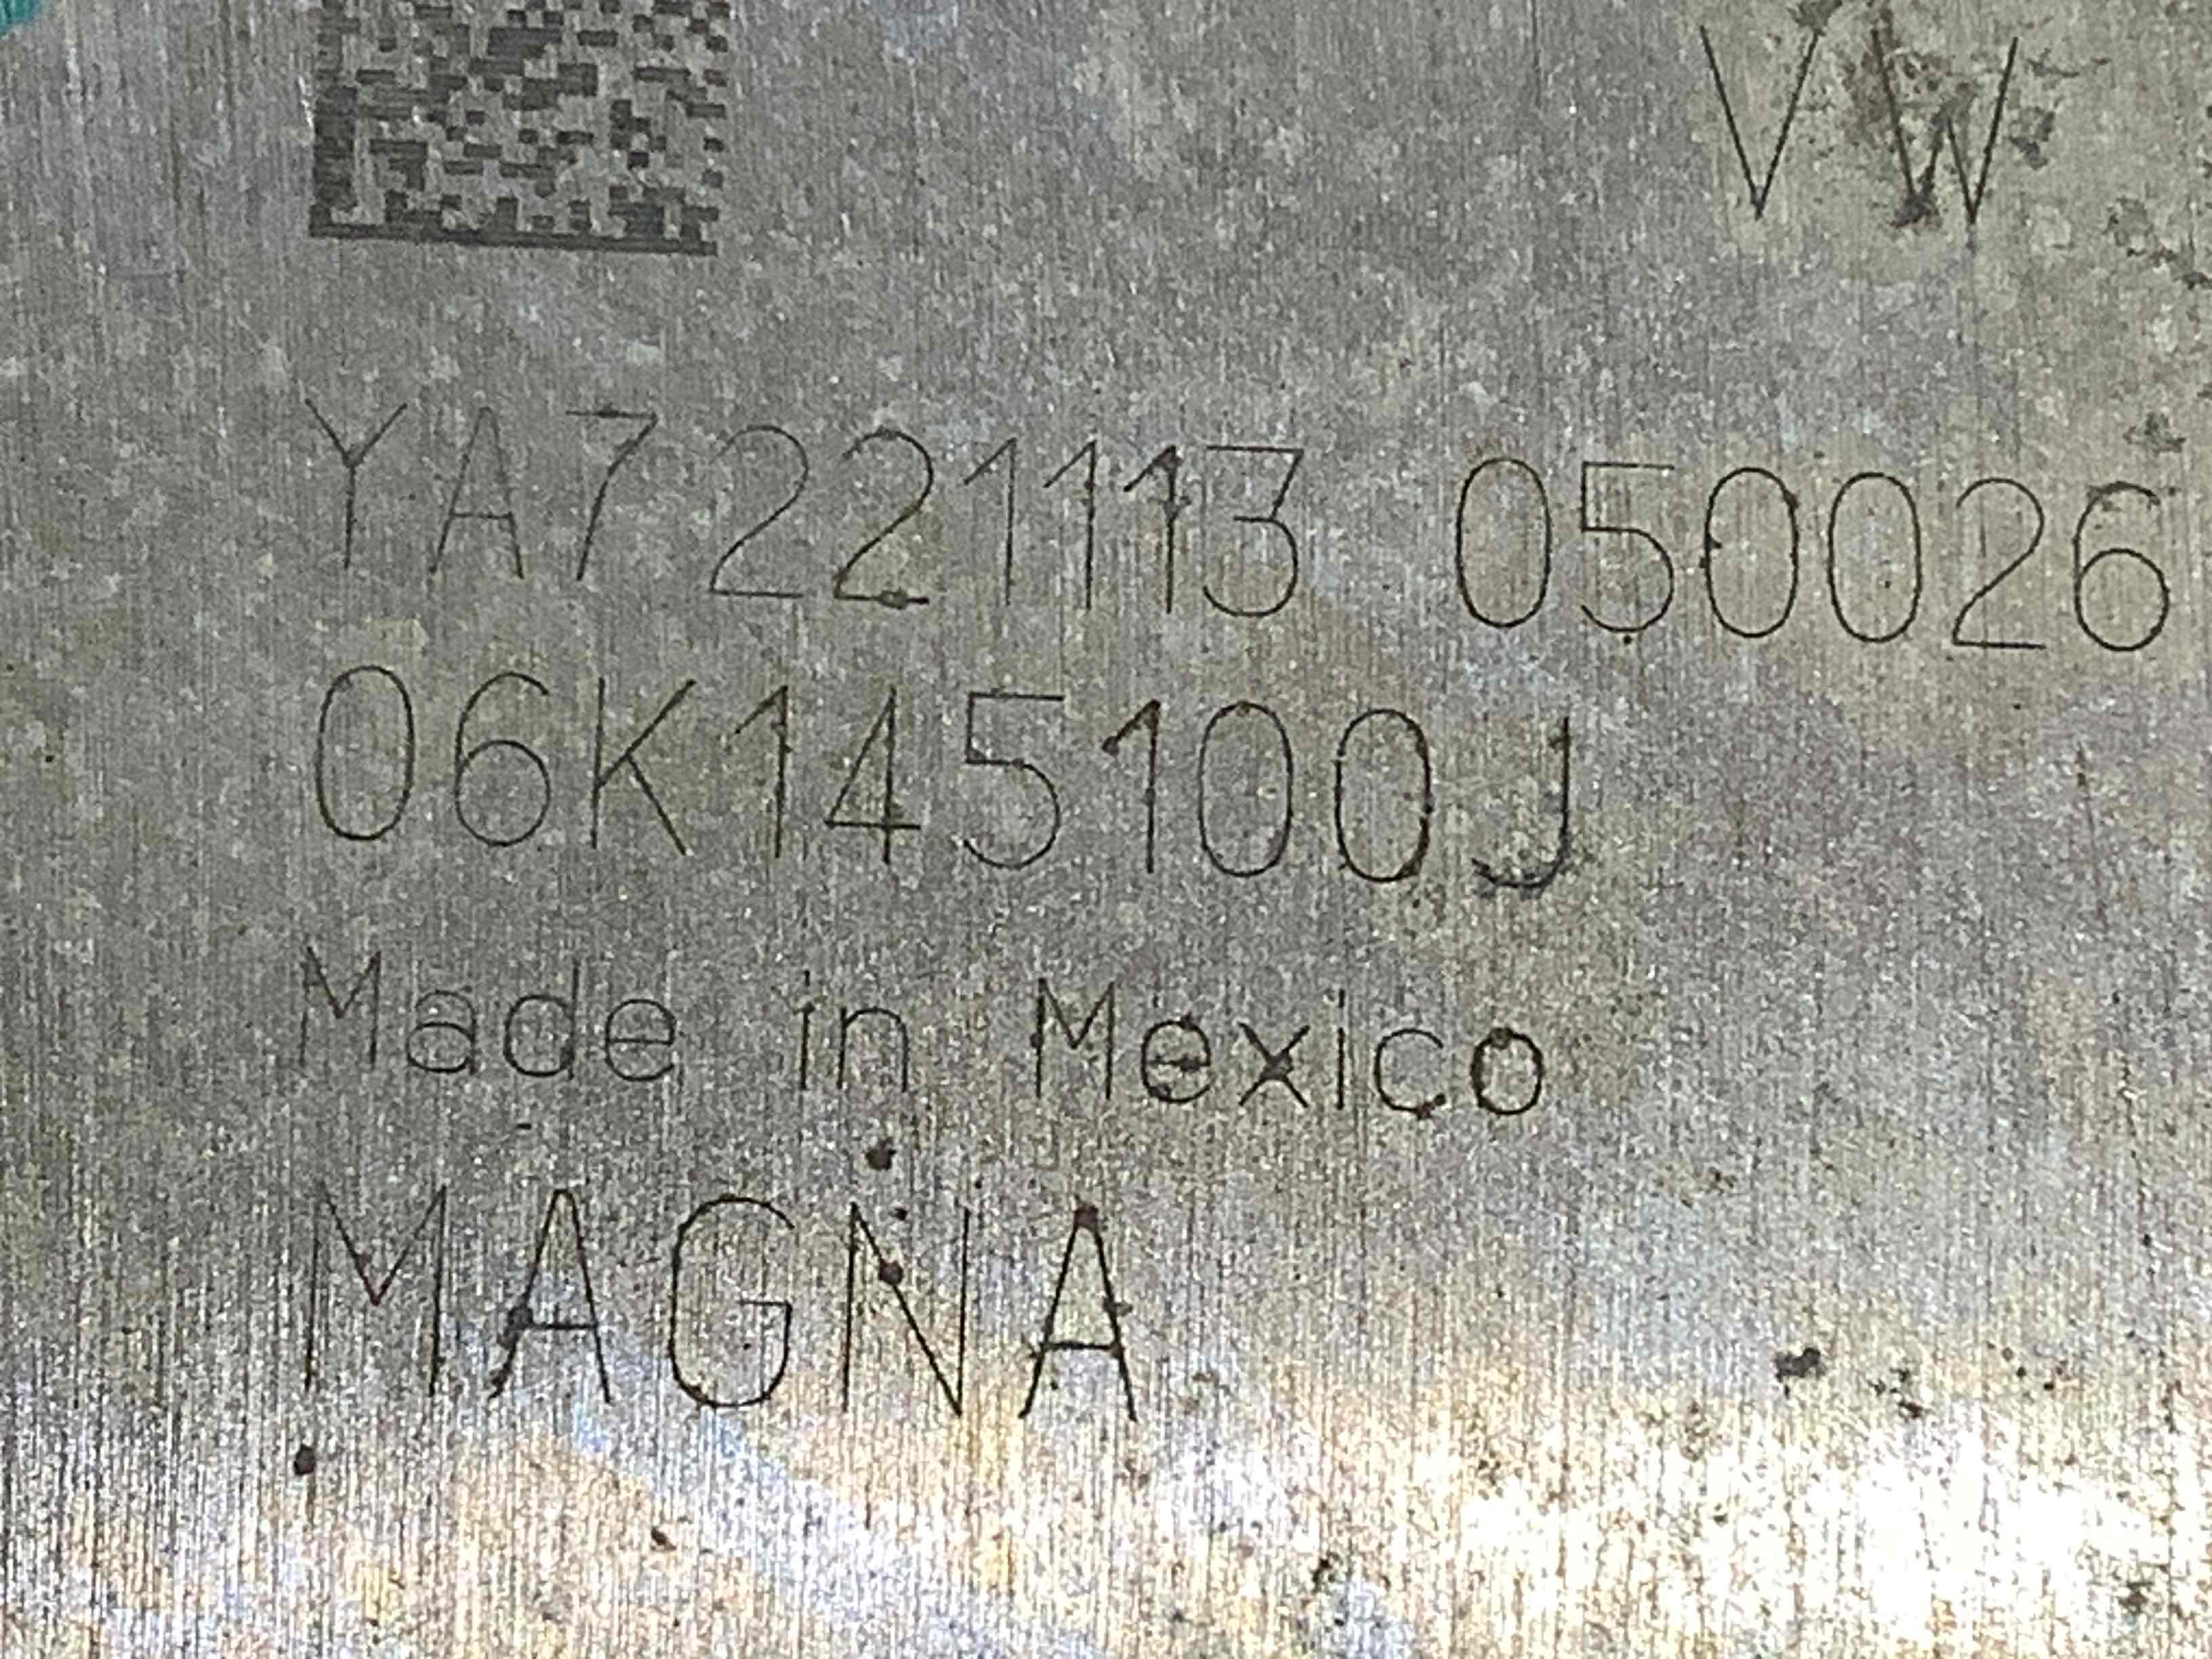 VW
YA7221113 050026
06K145100J
Made in Mexico
MAGNA